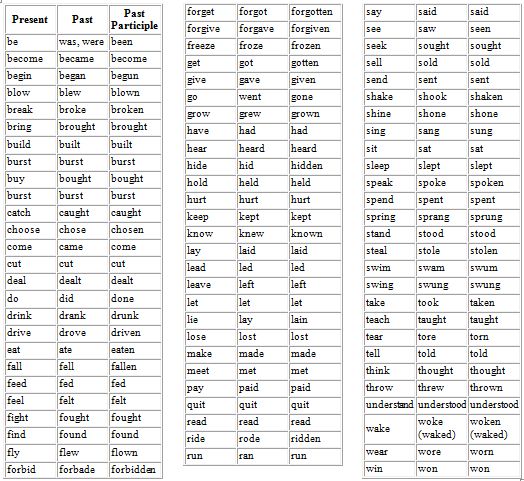 Present Past Past Participle
be was, were been
become became become
begin began begun
blow blew blown
break broke broken
bring brought brought
build built built
burst burst burst
buy bought bought
burst burst burst
catch caught caught
choose chose chosen
come came come
cut cut cut
deal dealt dealt
do did done
drink drank drunk
drive drove driven
eat ate eaten
fall fell fallen
feed fed fed
feel felt felt
fight fought fought
find found found
fly flew flown
forbid forbade forbidden
forget forgot forgotten
forgive forgave forgiven
freeze froze frozen
get got gotten
give gave given
go went gone
grow grew grown
have had had
hear heard heard
hide hid hidden
hold held held
hurt hurt hurt
keep kept kept
know knew known
lay laid laid
lead led led
leave left left
let let let
lie lay lain
lose lost lost
make made made
meet met met
pay paid paid
quit quit quit
read read read
ride rode ridden
run ran run
say said said
see saw seen
seek sought sought
sell sold sold
send sent sent
shake shook shaken
shine shone shone
sing sang sung
sit sat sat
sleep slept slept
speak spoke spoken
spend spent spent
spring sprang sprung
stand stood stood
steal stole stolen
swim swam swum
swing swung swung
take took taken
teach taught taught
tear tore torn
tell told told
think thought thought
throw threw thrown
understand understood understood
wake woke (waked) woken (waked)
wear wore worn
win won won